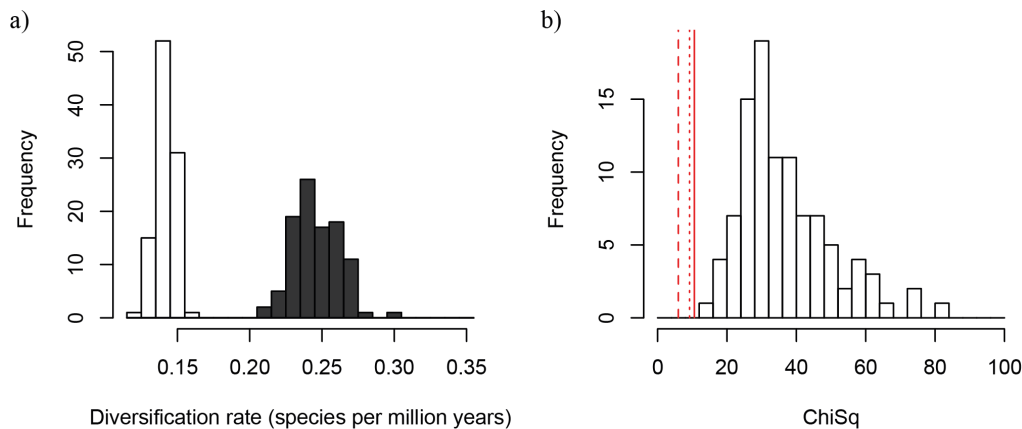 a)
Frequency
50
40
30
20
10
0
0.15 0.20 0.25 0.30 0.35
Diversification rate (species per million years)
b)
Frequency
15
10
5
0
0 20 40 60 80 100
ChiSq